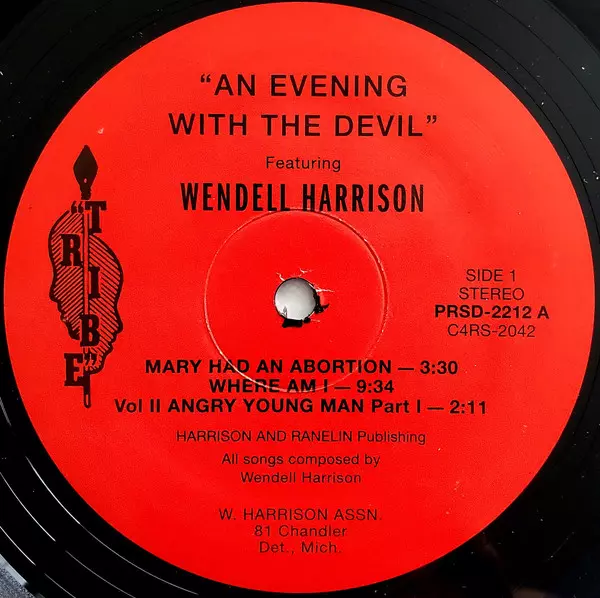 "AN EVENING
WITH THE DEVIL"
Featuring
WENDELL HARRISON
"TRIBE"
SIDE 1
STEREO
PRSD-2212 A
C4RS-2042
MARY HAD AN ABORTION — 3:30
WHERE AM I — 9:34
Vol II ANGRY YOUNG MAN Part I — 2:11
HARRISON AND RANELIN Publishing
All songs composed by
Wendell Harrison
W. HARRISON ASSN.
81 Chandler
Det., Mich.